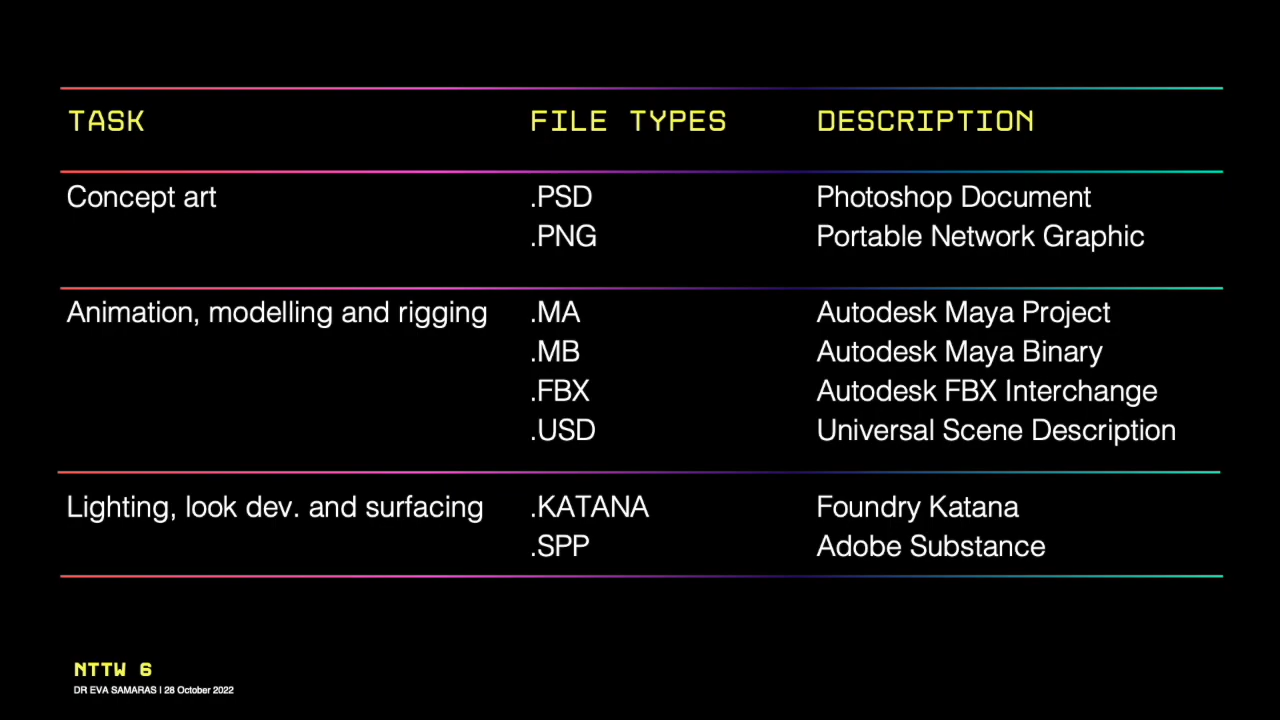 TASK FILE TYPES DESCRIPTION
Concept art .PSD Photoshop Document
.PNG Portable Network Graphic
Animation, modelling and rigging .MA Autodesk Maya Project
.MB Autodesk Maya Binary
.FBX Autodesk FBX Interchange
.USD Universal Scene Description
Lighting, look dev. and surfacing .KATANA Foundry Katana
.SPP Adobe Substance
NTTW 6
DR EVA SAMARAS | 28 October 2022